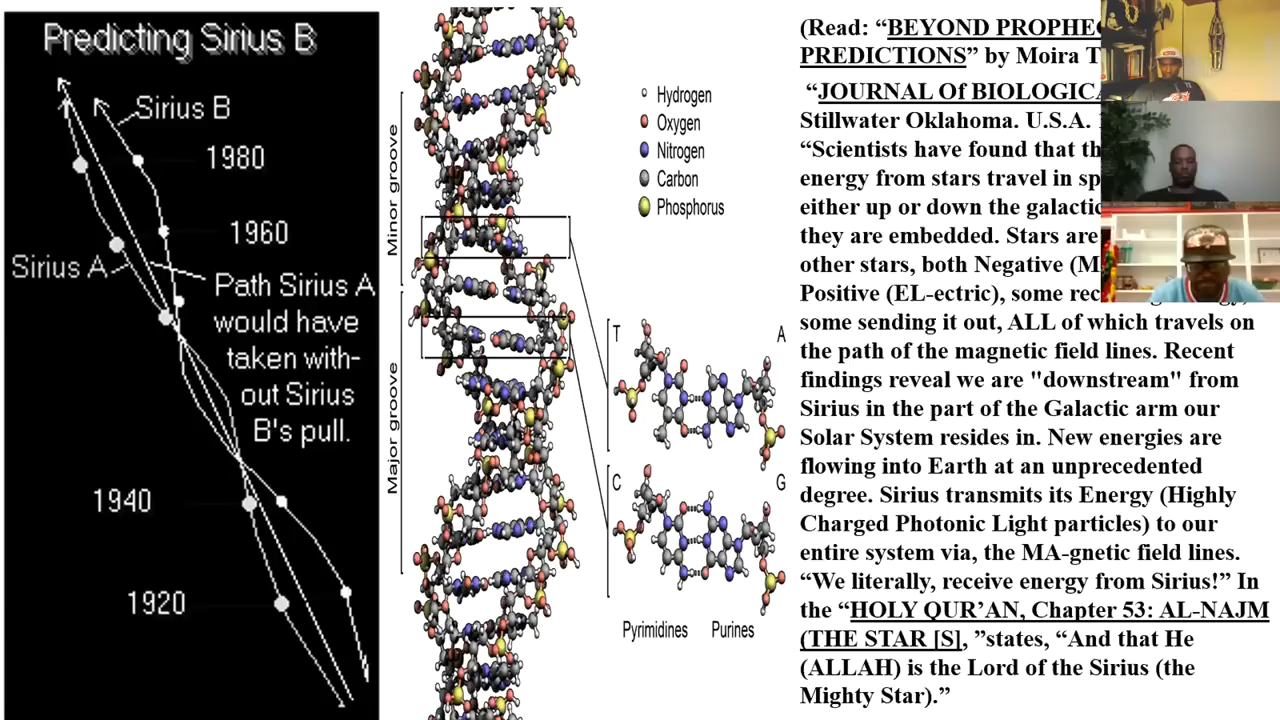 Predicting Sirius B
Sirius B
1980
1960
Sirius A
Path Sirius A
would have
taken with-
out Sirius
B's pull.
1940
1920
Minor groove
Major groove
Hydrogen
Oxygen
Nitrogen
Carbon
Phosphorus
T
A
C
G
Pyrimidines
Purines
(Read: “BEYOND PROPHE
PREDICTIONS” by Moira T
“JOURNAL Of BIOLOGICA
Stillwater Oklahoma. U.S.A.
“Scientists have found that th
energy from stars travel in sp
either up or down the galactic
they are embedded. Stars are
other stars, both Negative (M
Positive (EL-ectric), some rec
some sending it out, ALL of which travels on
the path of the magnetic field lines. Recent
findings reveal we are "downstream" from
Sirius in the part of the Galactic arm our
Solar System resides in. New energies are
flowing into Earth at an unprecedented
degree. Sirius transmits its Energy (Highly
Charged Photonic Light particles) to our
entire system via, the MA-gnetic field lines.
“We literally, receive energy from Sirius!” In
the “HOLY QUR’AN, Chapter 53: AL-NAJM
(THE STAR [S], ”states, “And that He
(ALLAH) is the Lord of the Sirius (the
Mighty Star).”